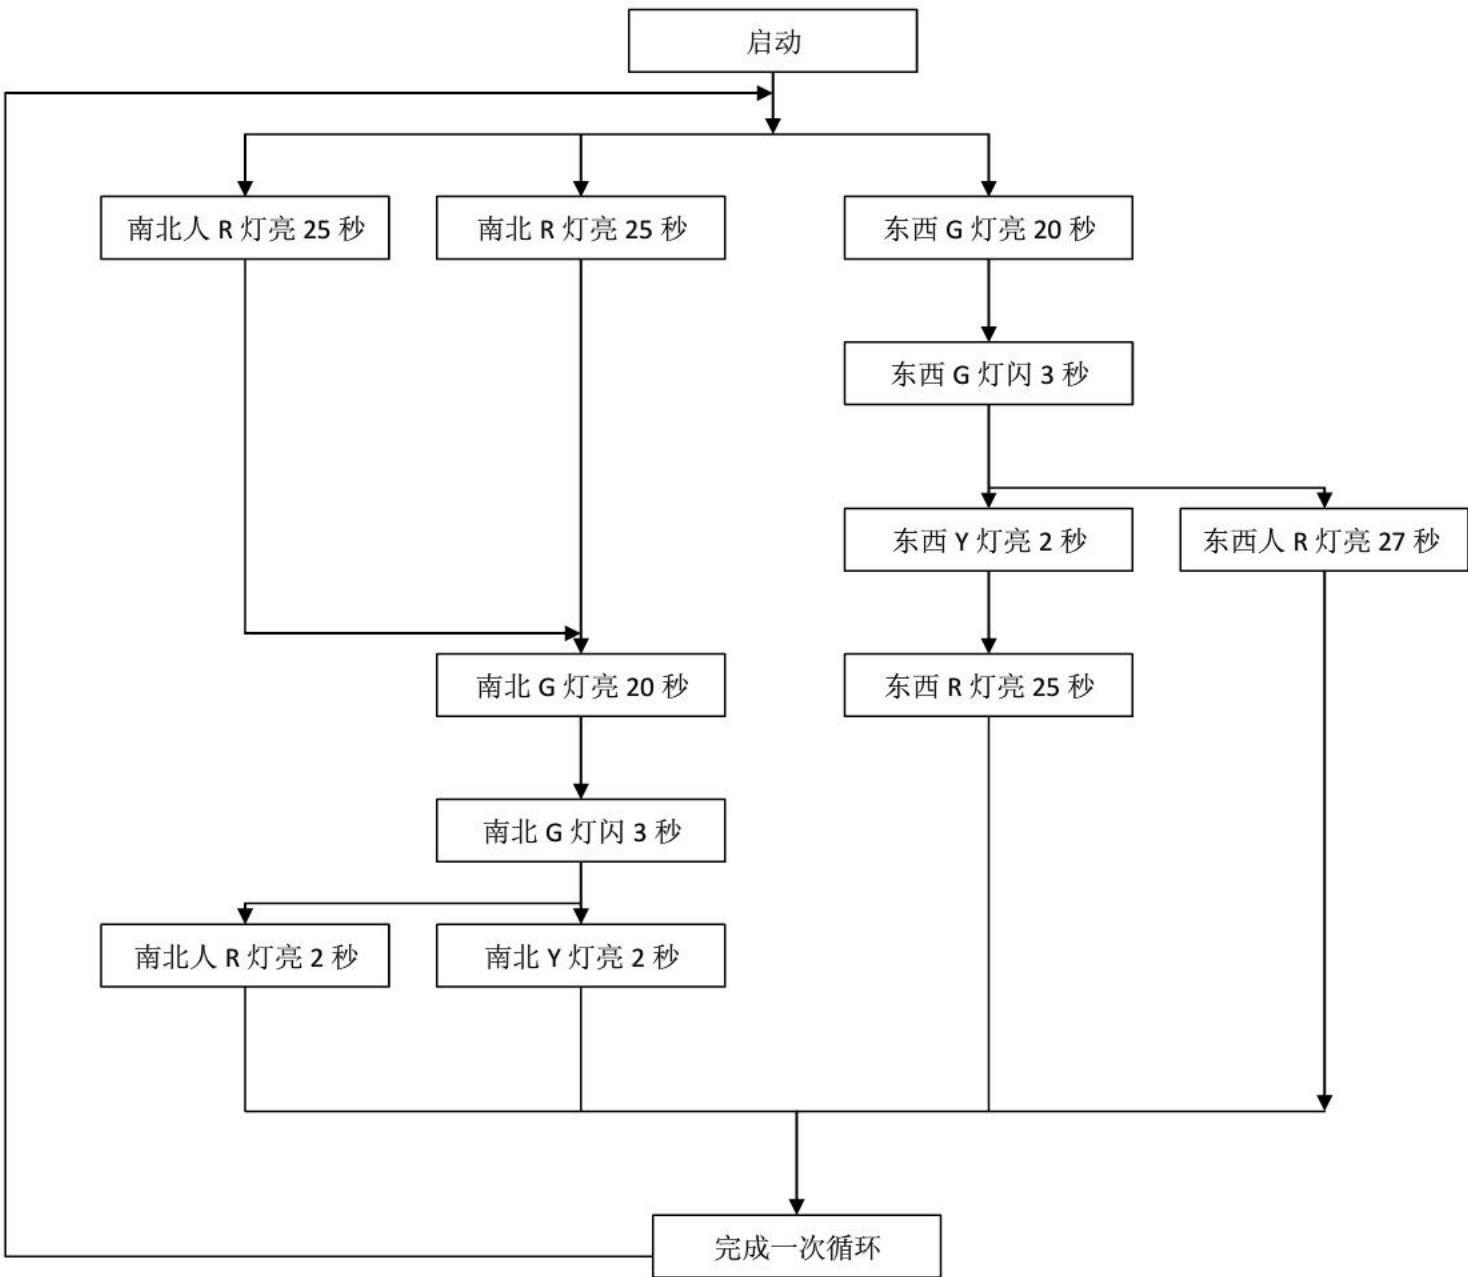 启动
南北人 R 灯亮 25 秒
南北 R 灯亮 25 秒
东西 G 灯亮 20 秒
东西 G 灯闪 3 秒
东西 Y 灯亮 2 秒
东西人 R 灯亮 27 秒
南北 G 灯亮 20 秒
东西 R 灯亮 25 秒
南北 G 灯闪 3 秒
南北人 R 灯亮 2 秒
南北 Y 灯亮 2 秒
完成一次循环